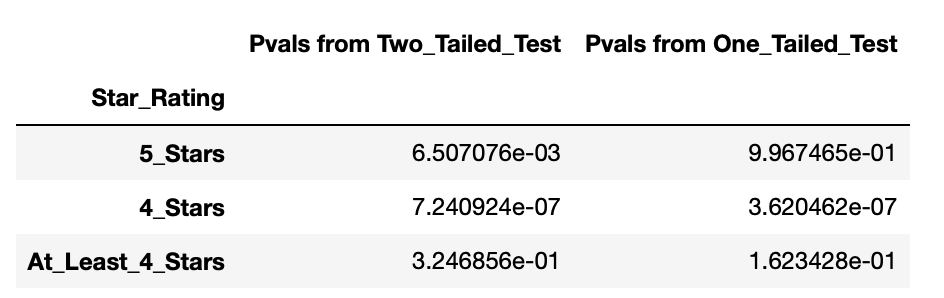 Pvals from Two_Tailed_Test Pvals from One_Tailed_Test
Star_Rating
5_Stars 6.507076e-03 9.967465e-01
4_Stars 7.240924e-07 3.620462e-07
At_Least_4_Stars 3.246856e-01 1.623428e-01